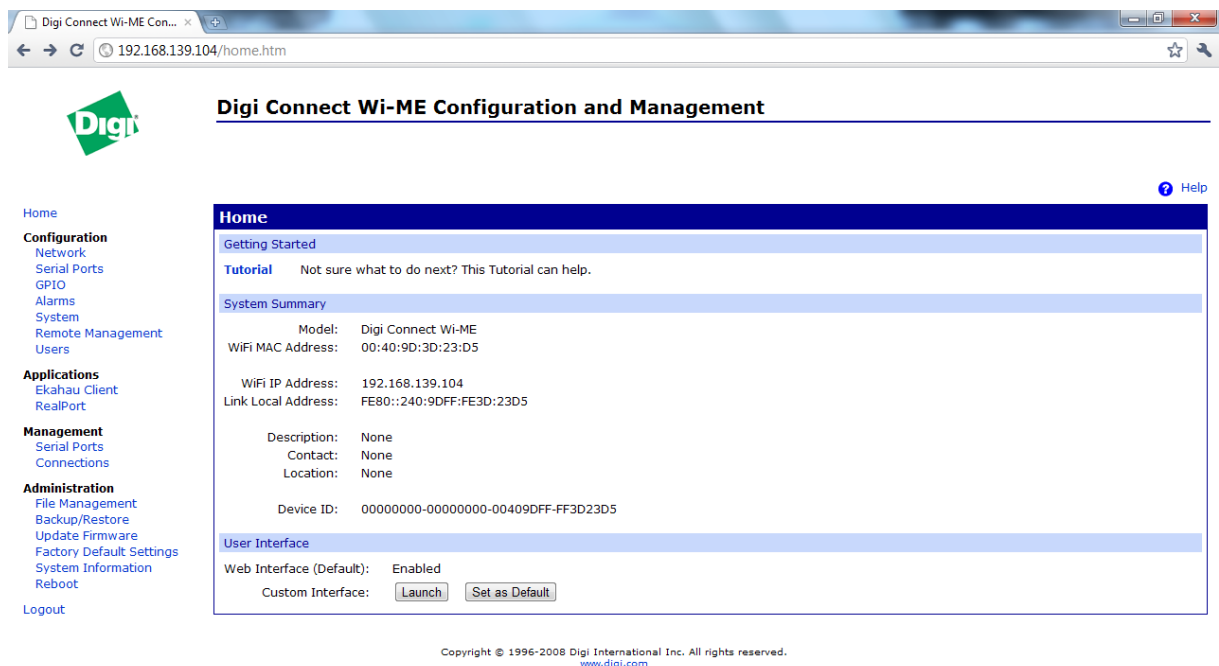 Digi Connect Wi-ME Con...
192.168.139.104/home.htm
Digi
Digi Connect Wi-ME Configuration and Management
Help
Home
Configuration
Network
Serial Ports
GPIO
Alarms
System
Remote Management
Users
Applications
Ekahau Client
RealPort
Management
Serial Ports
Connections
Administration
File Management
Backup/Restore
Update Firmware
Factory Default Settings
System Information
Reboot
Logout
Home
Getting Started
Tutorial Not sure what to do next? This Tutorial can help.
System Summary
Model: Digi Connect Wi-ME
WiFi MAC Address: 00:40:9D:3D:23:D5
WiFi IP Address: 192.168.139.104
Link Local Address: FE80::240:9DFF:FE3D:23D5
Description: None
Contact: None
Location: None
Device ID: 00000000-00000000-00409DFF-FF3D23D5
User Interface
Web Interface (Default): Enabled
Custom Interface: Launch Set as Default
Copyright © 1996-2008 Digi International Inc. All rights reserved.
www.digi.com